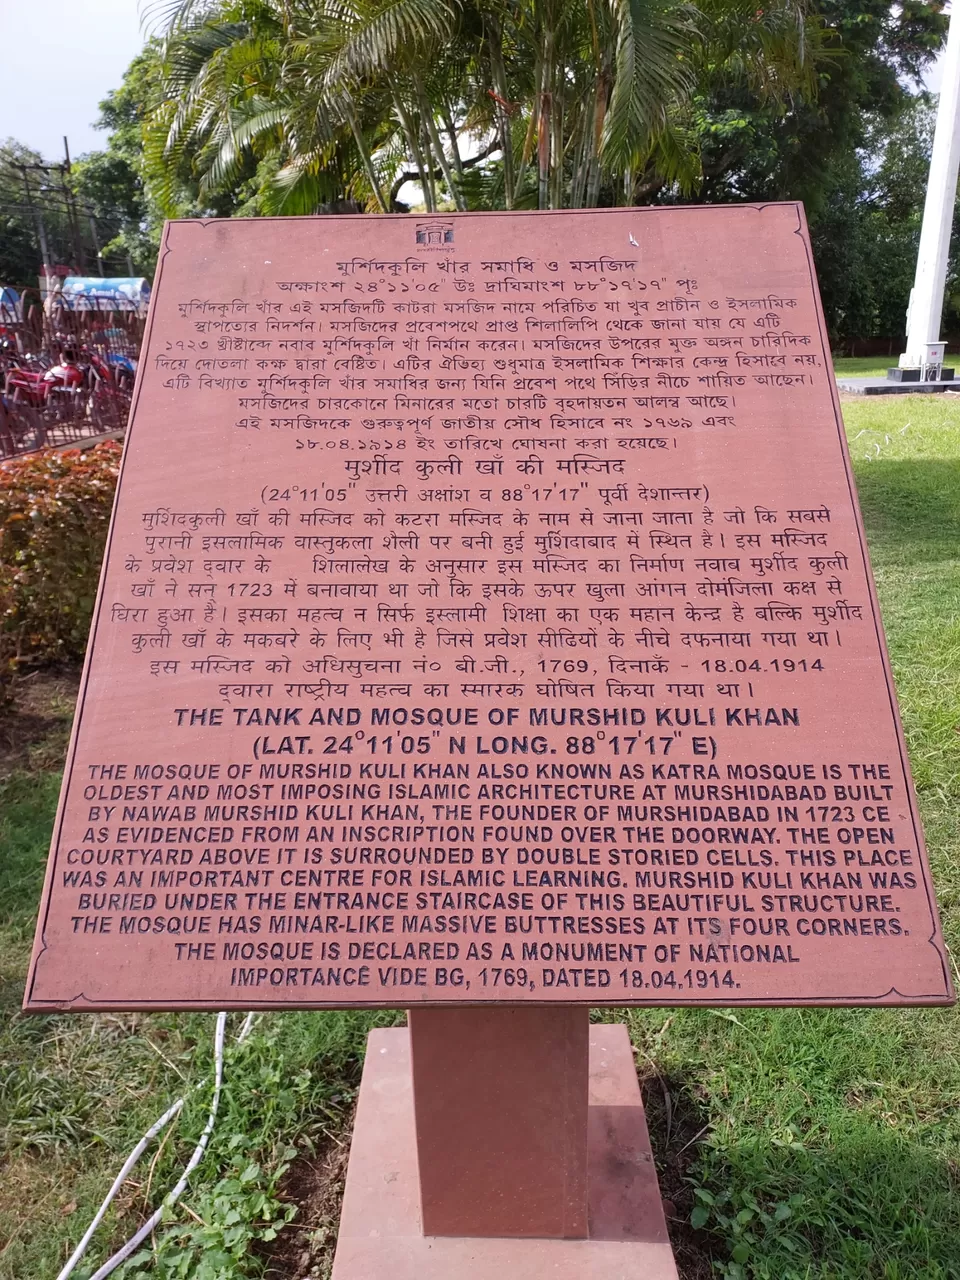 মুর্শিদকুলি খাঁর সমাধি ও মসজিদ
অক্ষাংশ ২৪°১১'০৫" উঃ দ্রাঘিমাংশ ৮৮°১৭'১৭" পূঃ
মুর্শিদকুলি খাঁর এই মসজিদটি কাটরা মসজিদ নামে পরিচিত যা খুব প্রাচীন ও ইসলামিক
স্থাপত্যের নিদর্শন। মসজিদের প্রবেশপথে প্রাপ্ত শিলালিপি থেকে জানা যায় যে এটি
১৭২৩ খ্রীষ্টাব্দে নবাব মুর্শিদকুলি খাঁ নির্মান করেন। মসজিদের উপরের মুক্ত অঙ্গন চারিদিক
দিয়ে দোতলা কক্ষ দ্বারা বেষ্টিত। এটির ঐতিহ্য শুধুমাত্র ইসলামিক শিক্ষার কেন্দ্র হিসাবে নয়,
এটি বিখ্যাত মুর্শিদকুলি খাঁর সমাধির জন্য যিনি প্রবেশ পথে সিঁড়ির নীচে শায়িত আছেন।
মসজিদের চারকোনে মিনারের মতো চারটি বৃহদায়তন আলম্ব আছে।
এই মসজিদকে গুরুত্বপূর্ণ জাতীয় সৌধ হিসাবে নং ১৭৬৯ এবং
১৮.০৪.১৯১৪ ইং তারিখে ঘোষনা করা হয়েছে।
मुर्शीद कुली खाँ की मस्जिद
(24°11'05" उत्तरी अक्षांश व 88°17'17" पूर्वी देशान्तर)
मुर्शिदकुली खाँ की मस्जिद को कटरा मस्जिद के नाम से जाना जाता है जो कि सबसे
पुरानी इसलामिक वास्तुकला शैली पर बनी हुई मुर्शिदाबाद में स्थित है। इस मस्जिद
के प्रवेश द्वार के शिलालेख के अनुसार इस मस्जिद का निर्माण नवाब मुर्शीद कुली
खाँ ने सन् 1723 में बनावाया था जो कि इसके ऊपर खुला आंगन दोमंजिला कक्ष से
घिरा हुआ है। इसका महत्व न सिर्फ इस्लामी शिक्षा का एक महान केन्द्र है बल्कि मुर्शीद
कुली खाँ के मकबरे के लिए भी है जिसे प्रवेश सीढियों के नीचे दफनाया गया था।
इस मस्जिद को अधिसुचना नं० बी.जी., 1769, दिनाकँ - 18.04.1914
द्वारा राष्ट्रीय महत्व का स्मारक घोषित किया गया था।
THE TANK AND MOSQUE OF MURSHID KULI KHAN
(LAT. 24°11'05" N LONG. 88°17'17" E)
THE MOSQUE OF MURSHID KULI KHAN ALSO KNOWN AS KATRA MOSQUE IS THE
OLDEST AND MOST IMPOSING ISLAMIC ARCHITECTURE AT MURSHIDABAD BUILT
BY NAWAB MURSHID KULI KHAN, THE FOUNDER OF MURSHIDABAD IN 1723 CE
AS EVIDENCED FROM AN INSCRIPTION FOUND OVER THE DOORWAY. THE OPEN
COURTYARD ABOVE IT IS SURROUNDED BY DOUBLE STORIED CELLS. THIS PLACE
WAS AN IMPORTANT CENTRE FOR ISLAMIC LEARNING. MURSHID KULI KHAN WAS
BURIED UNDER THE ENTRANCE STAIRCASE OF THIS BEAUTIFUL STRUCTURE.
THE MOSQUE HAS MINAR-LIKE MASSIVE BUTTRESSES AT ITS FOUR CORNERS.
THE MOSQUE IS DECLARED AS A MONUMENT OF NATIONAL
IMPORTANCE VIDE BG, 1769, DATED 18.04.1914.